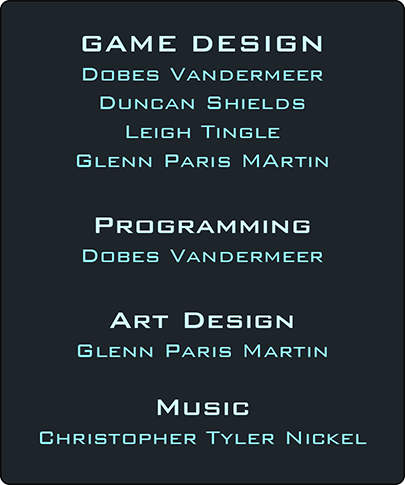 GAME DESIGN
Dobes Vandermeer
Duncan Shields
Leigh Tingle
Glenn Paris MArtin
Programming
Dobes Vandermeer
Art Design
Glenn Paris Martin
Music
Christopher Tyler Nickel